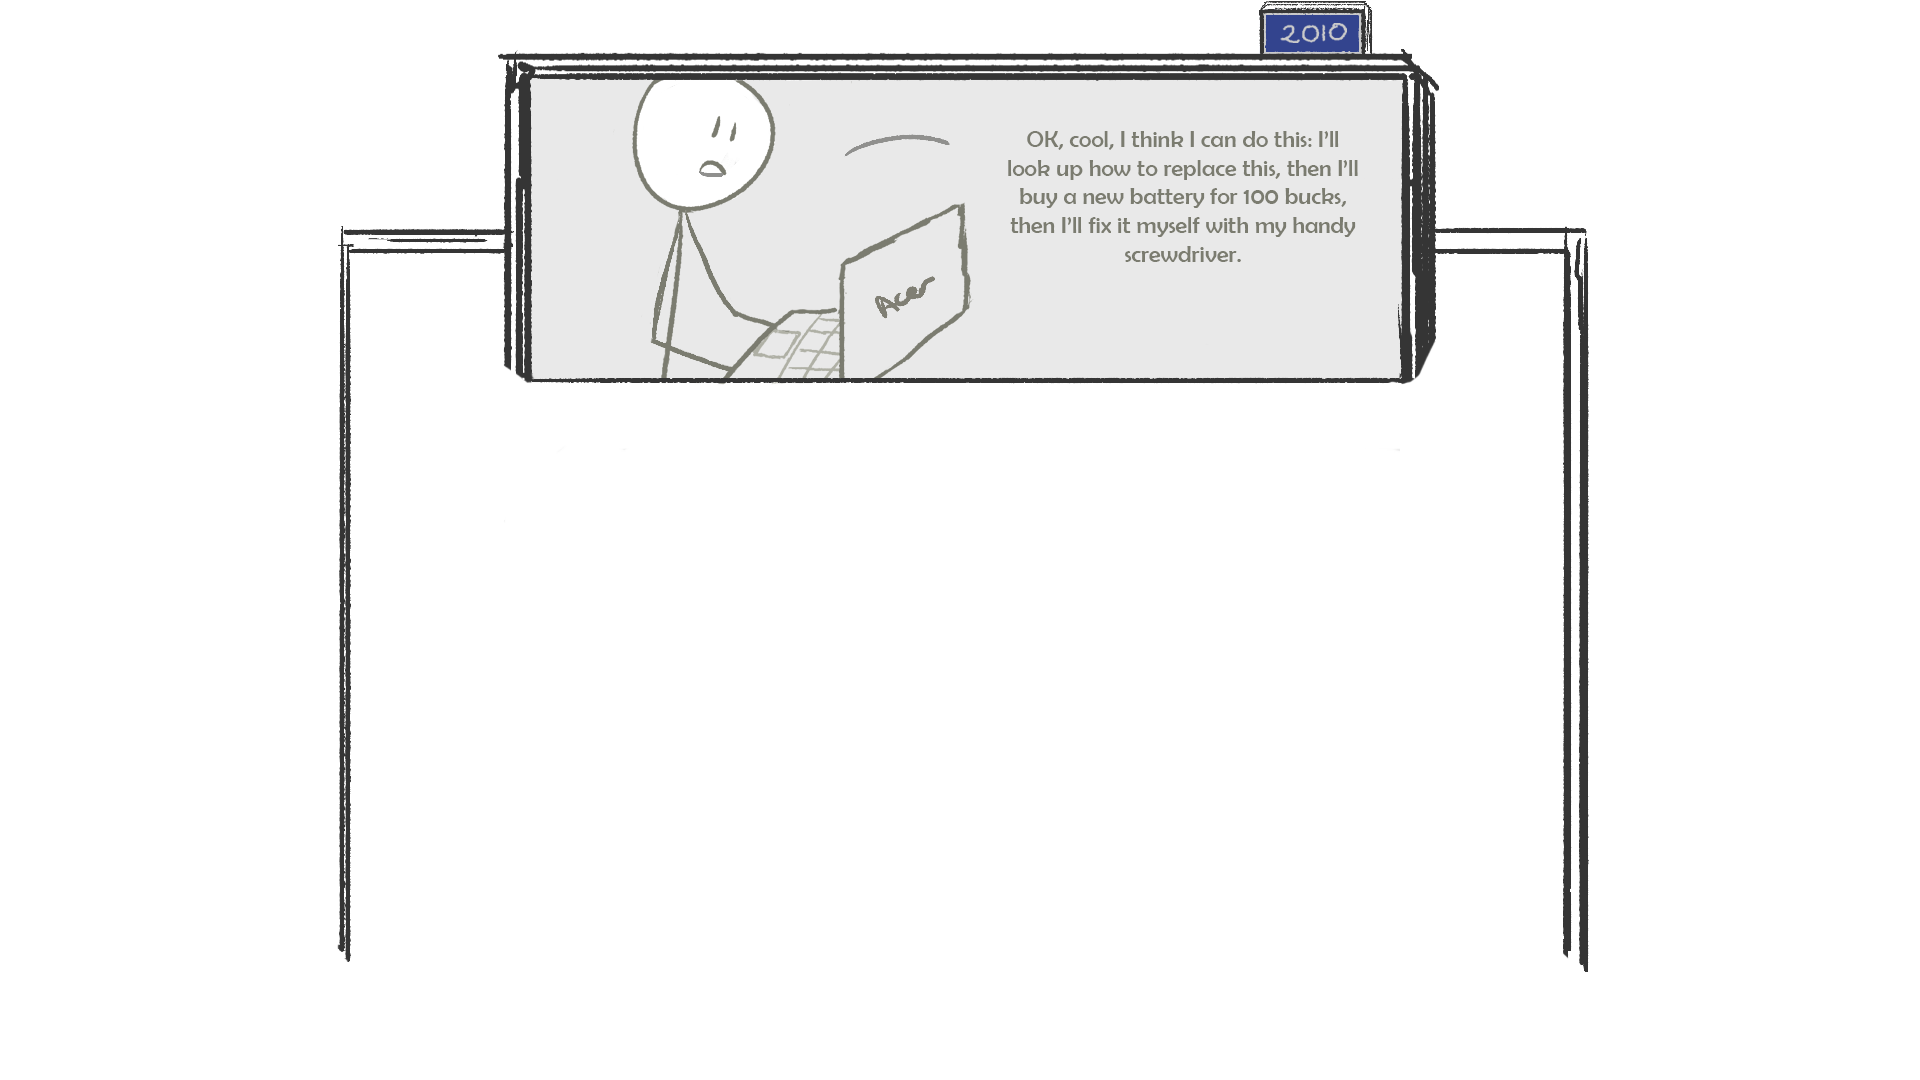 2010
OK, cool, I think I can do this: I’ll
look up how to replace this, then I’ll
buy a new battery for 100 bucks,
then I’ll fix it myself with my handy
screwdriver.
Acer